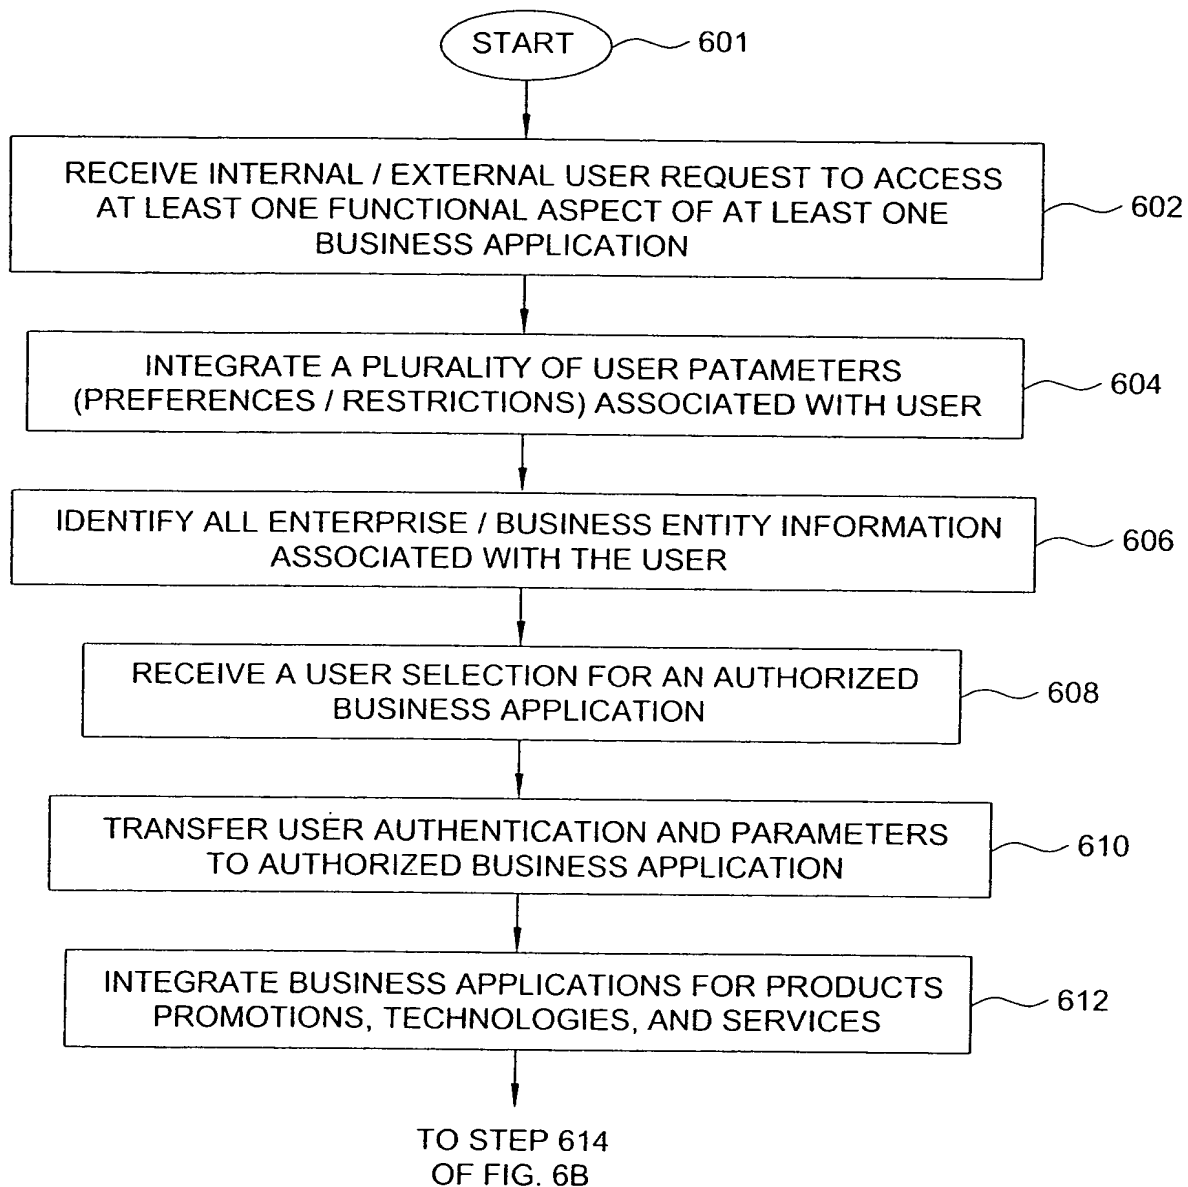 START
601
RECEIVE INTERNAL / EXTERNAL USER REQUEST TO ACCESS
AT LEAST ONE FUNCTIONAL ASPECT OF AT LEAST ONE
BUSINESS APPLICATION
602
INTEGRATE A PLURALITY OF USER PATAMETERS
(PREFERENCES / RESTRICTIONS) ASSOCIATED WITH USER
604
IDENTIFY ALL ENTERPRISE / BUSINESS ENTITY INFORMATION
ASSOCIATED WITH THE USER
606
RECEIVE A USER SELECTION FOR AN AUTHORIZED
BUSINESS APPLICATION
608
TRANSFER USER AUTHENTICATION AND PARAMETERS
TO AUTHORIZED BUSINESS APPLICATION
610
INTEGRATE BUSINESS APPLICATIONS FOR PRODUCTS
PROMOTIONS, TECHNOLOGIES, AND SERVICES
612
TO STEP 614
OF FIG. 6B